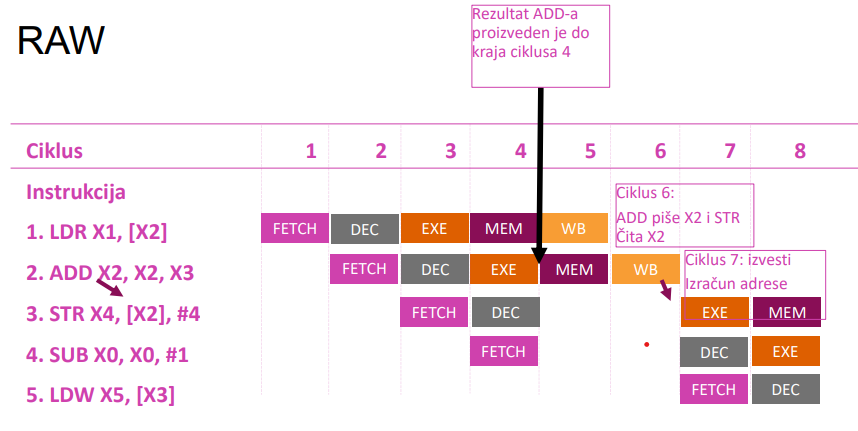 RAW
Rezultat ADD-a
proizveden je do
kraja ciklusa 4
Ciklus 1 2 3 4 5 6 7 8
Instrukcija
Ciklus 6:
ADD piše X2 i STR
Čita X2
1. LDR X1, [X2] FETCH DEC EXE MEM WB
Ciklus 7: izvesti
Izračun adrese
2. ADD X2, X2, X3 FETCH DEC EXE MEM WB
3. STR X4, [X2], #4 FETCH DEC EXE MEM
4. SUB X0, X0, #1 FETCH DEC EXE
5. LDW X5, [X3] FETCH DEC